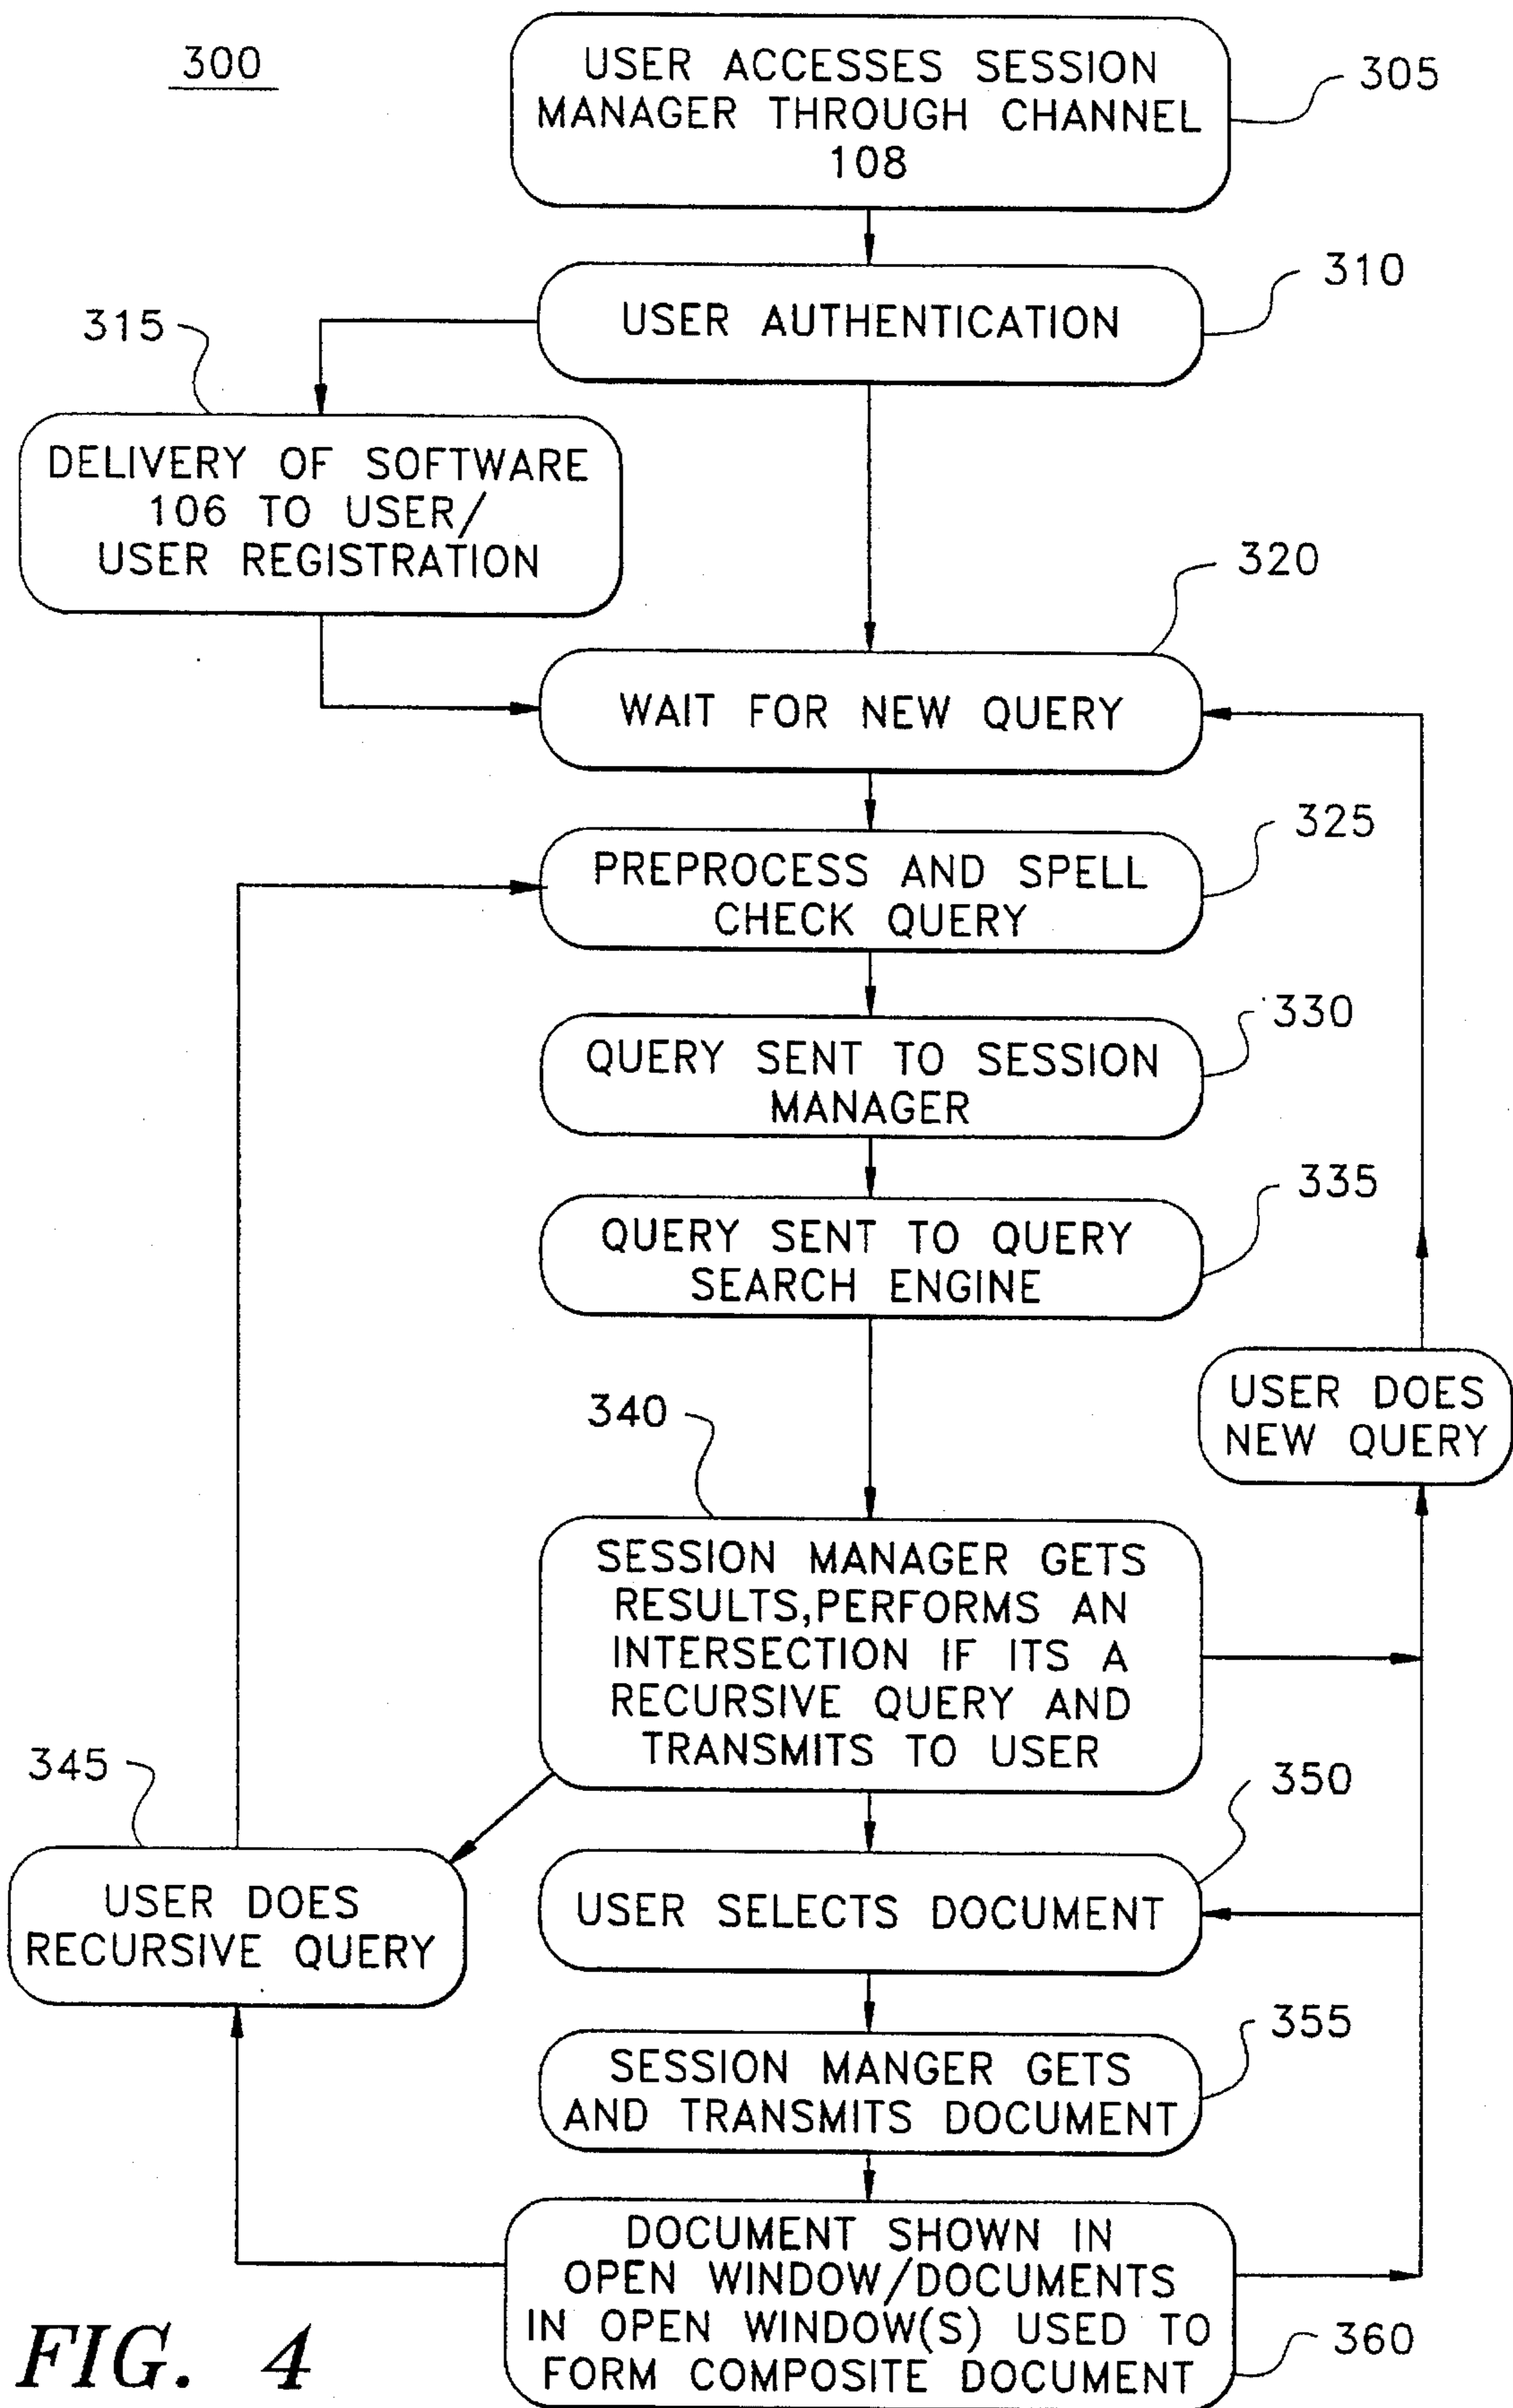 300
USER ACCESSES SESSION
MANAGER THROUGH CHANNEL
108
305
USER AUTHENTICATION
310
315
DELIVERY OF SOFTWARE
106 TO USER/
USER REGISTRATION
320
WAIT FOR NEW QUERY
325
PREPROCESS AND SPELL
CHECK QUERY
330
QUERY SENT TO SESSION
MANAGER
335
QUERY SENT TO QUERY
SEARCH ENGINE
USER DOES
NEW QUERY
340
SESSION MANAGER GETS
RESULTS,PERFORMS AN
INTERSECTION IF ITS A
RECURSIVE QUERY AND
TRANSMITS TO USER
345
USER DOES
RECURSIVE QUERY
350
USER SELECTS DOCUMENT
355
SESSION MANGER GETS
AND TRANSMITS DOCUMENT
DOCUMENT SHOWN IN
OPEN WINDOW/DOCUMENTS
IN OPEN WINDOW(S) USED TO
FORM COMPOSITE DOCUMENT
360
FIG. 4